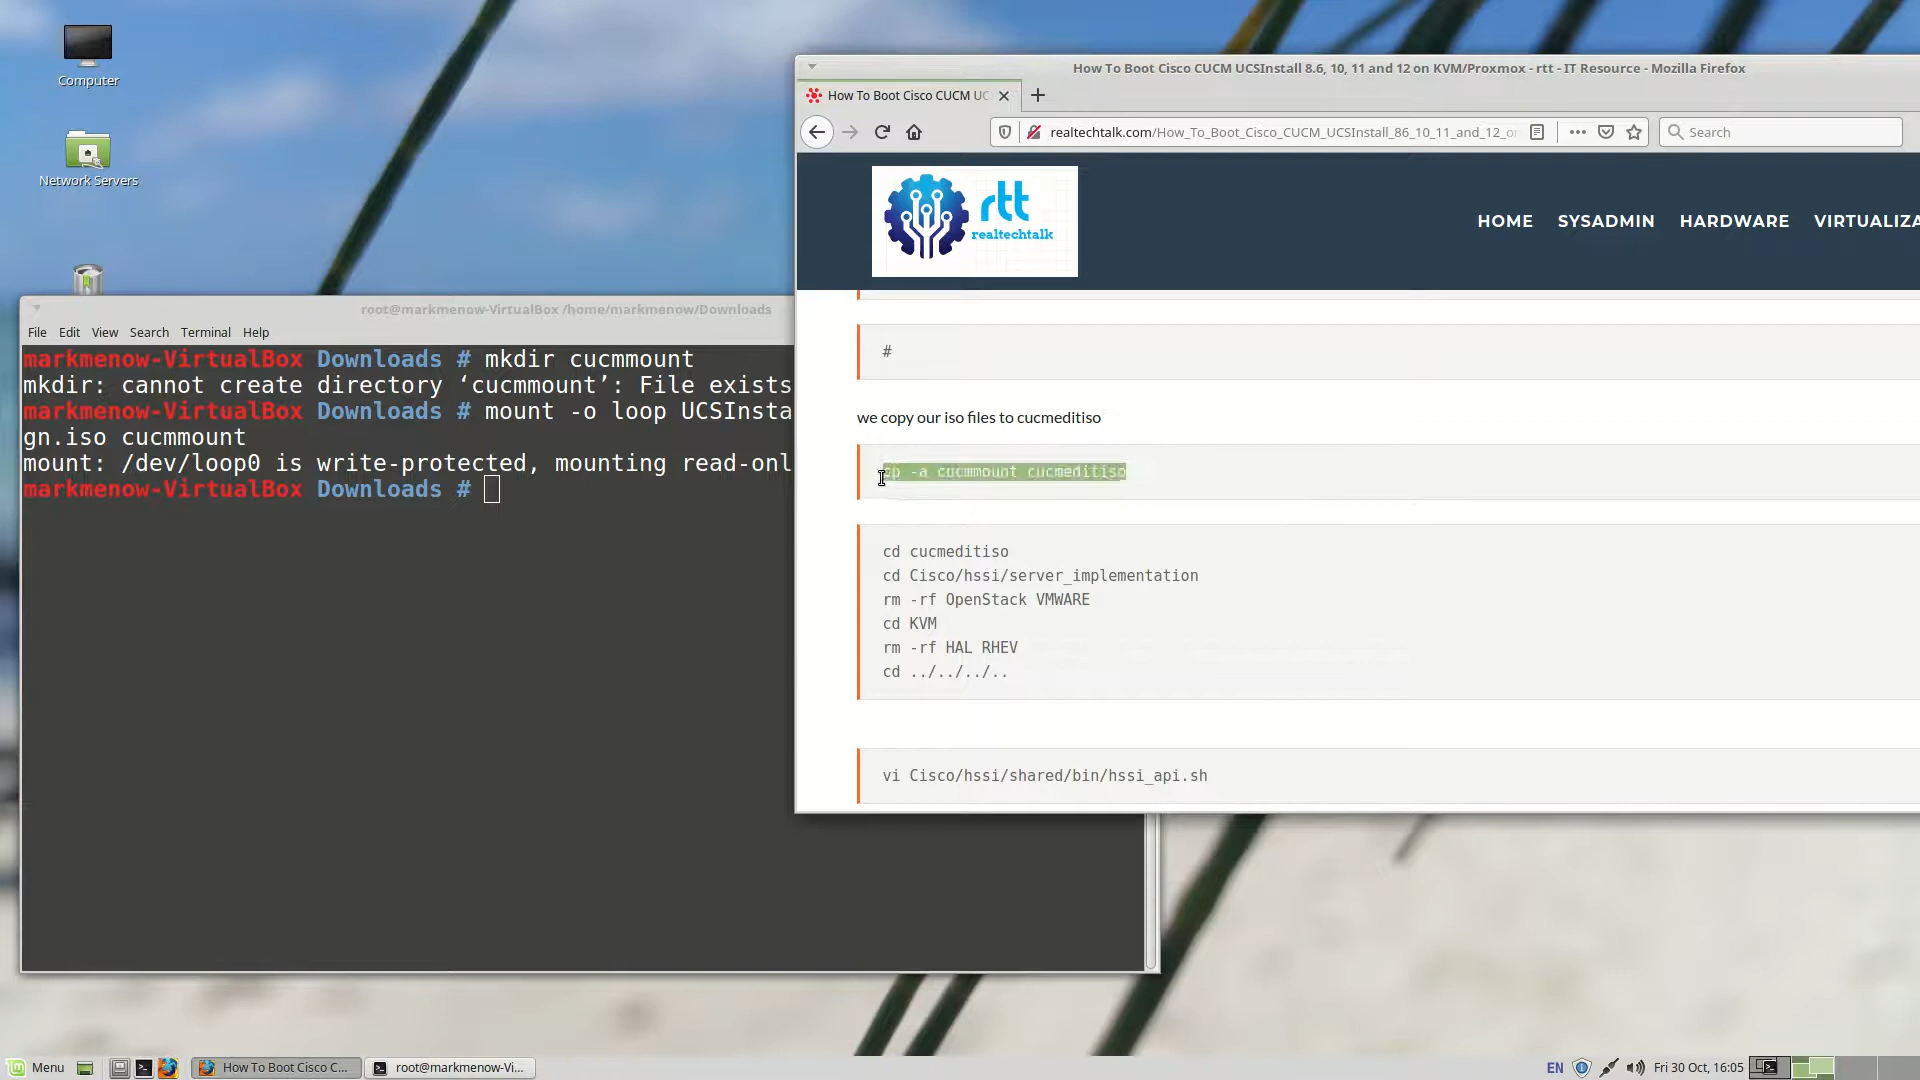 Computer
Network Servers
How To Boot Cisco CUCM UCSInstall 8.6, 10, 11 and 12 on KVM/Proxmox - rtt - IT Resource - Mozilla Firefox
How To Boot Cisco CUCM UC
realtechtalk.com/How_To_Boot_Cisco_CUCM_UCSInstall_86_10_11_and_12_o
Search
rtt
realtechtalk
HOME SYSADMIN HARDWARE VIRTUALIZA
#
we copy our iso files to cucmeditiso
cp -a cucmmount cucmeditiso
cd cucmeditiso
cd Cisco/hssi/server_implementation
rm -rf OpenStack VMWARE
cd KVM
rm -rf HAL RHEV
cd ../../../..
vi Cisco/hssi/shared/bin/hssi_api.sh
root@markmenow-VirtualBox /home/markmenow/Downloads
File Edit View Search Terminal Help
markmenow-VirtualBox Downloads # mkdir cucmmount
mkdir: cannot create directory ‘cucmmount’: File exists
markmenow-VirtualBox Downloads # mount -o loop UCSInsta
gn.iso cucmmount
mount: /dev/loop0 is write-protected, mounting read-onl
markmenow-VirtualBox Downloads #
Menu
How To Boot Cisco C...
root@markmenow-Vi...
EN
Fri 30 Oct, 16:05